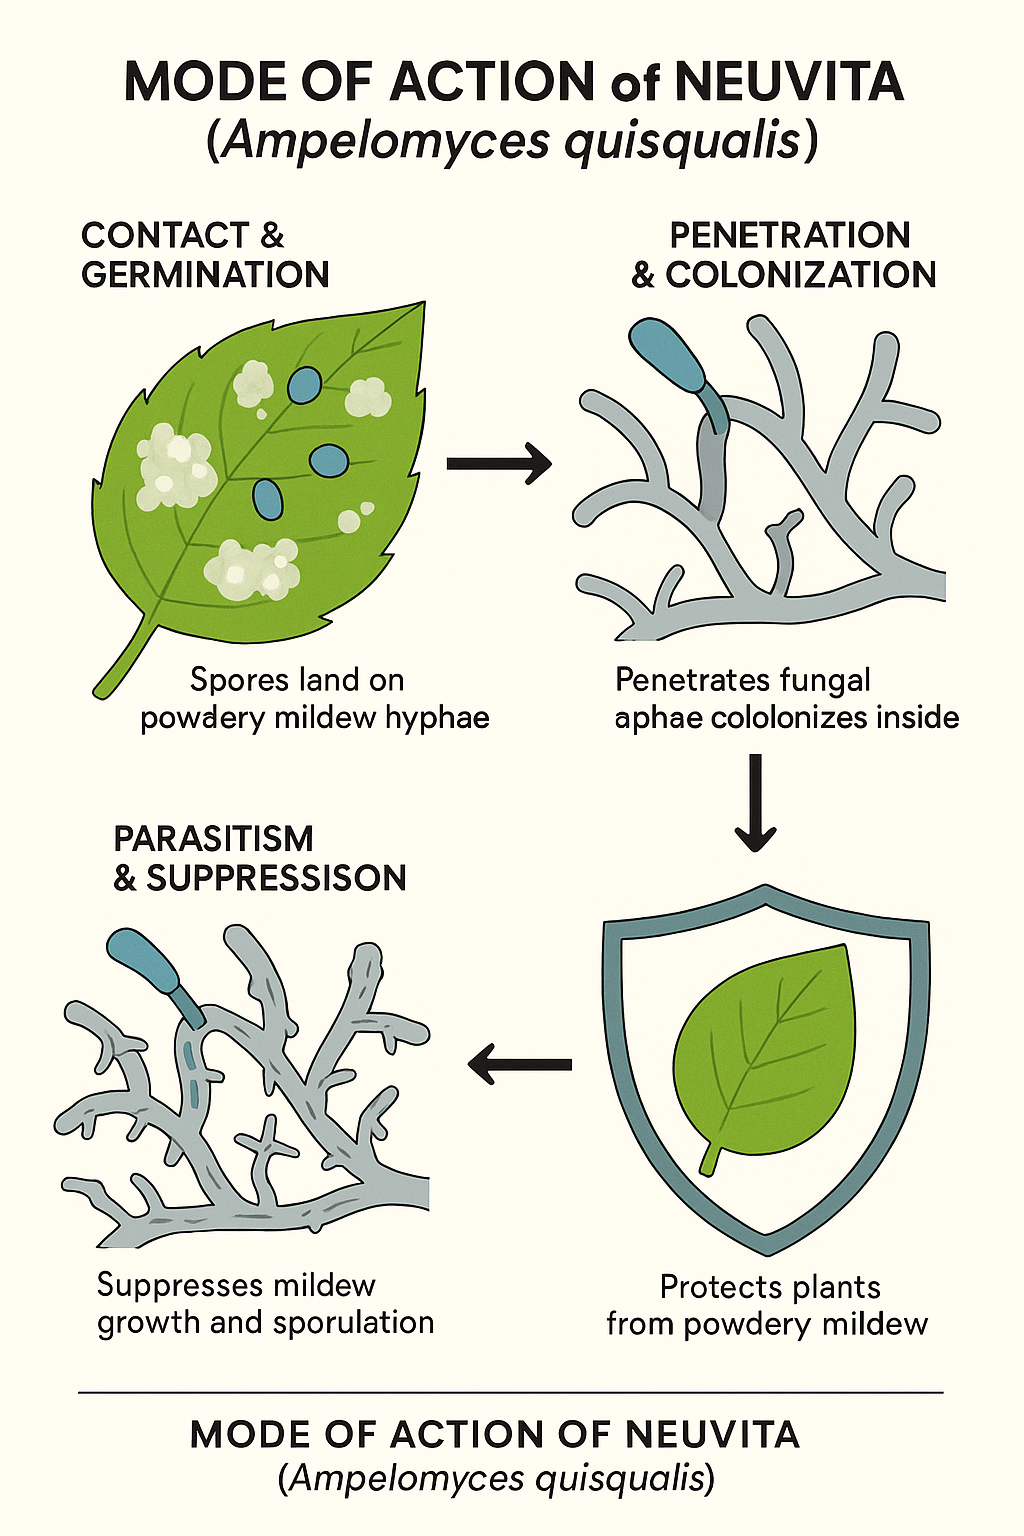 MODE OF ACTION of NEUVITA
(Ampelomyces quisqualis)
CONTACT &
GERMINATION
Spores land on
powdery mildew hyphae
PENETRATION
& COLONIZATION
Penetrates fungal
aphae cololonizes inside
PARASITISM
& SUPPRESSISON
Suppresses mildew
growth and sporulation
Protects plants
from powdery mildew
MODE OF ACTION OF NEUVITA
(Ampelomyces quisqualis)